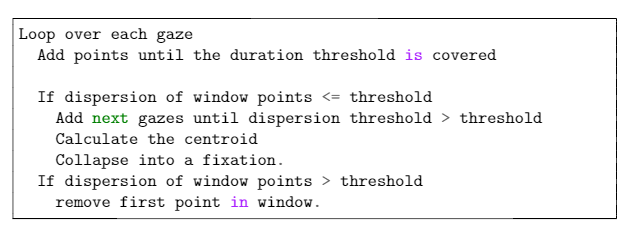 Loop over each gaze
Add points until the duration threshold is covered
If dispersion of window points <= threshold
Add next gazes until dispersion threshold > threshold
Calculate the centroid
Collapse into a fixation.
If dispersion of window points > threshold
remove first point in window.